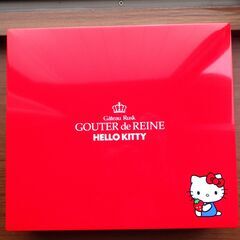 Gâteau Rusk
GOUTER de REINE
HELLO KITTY